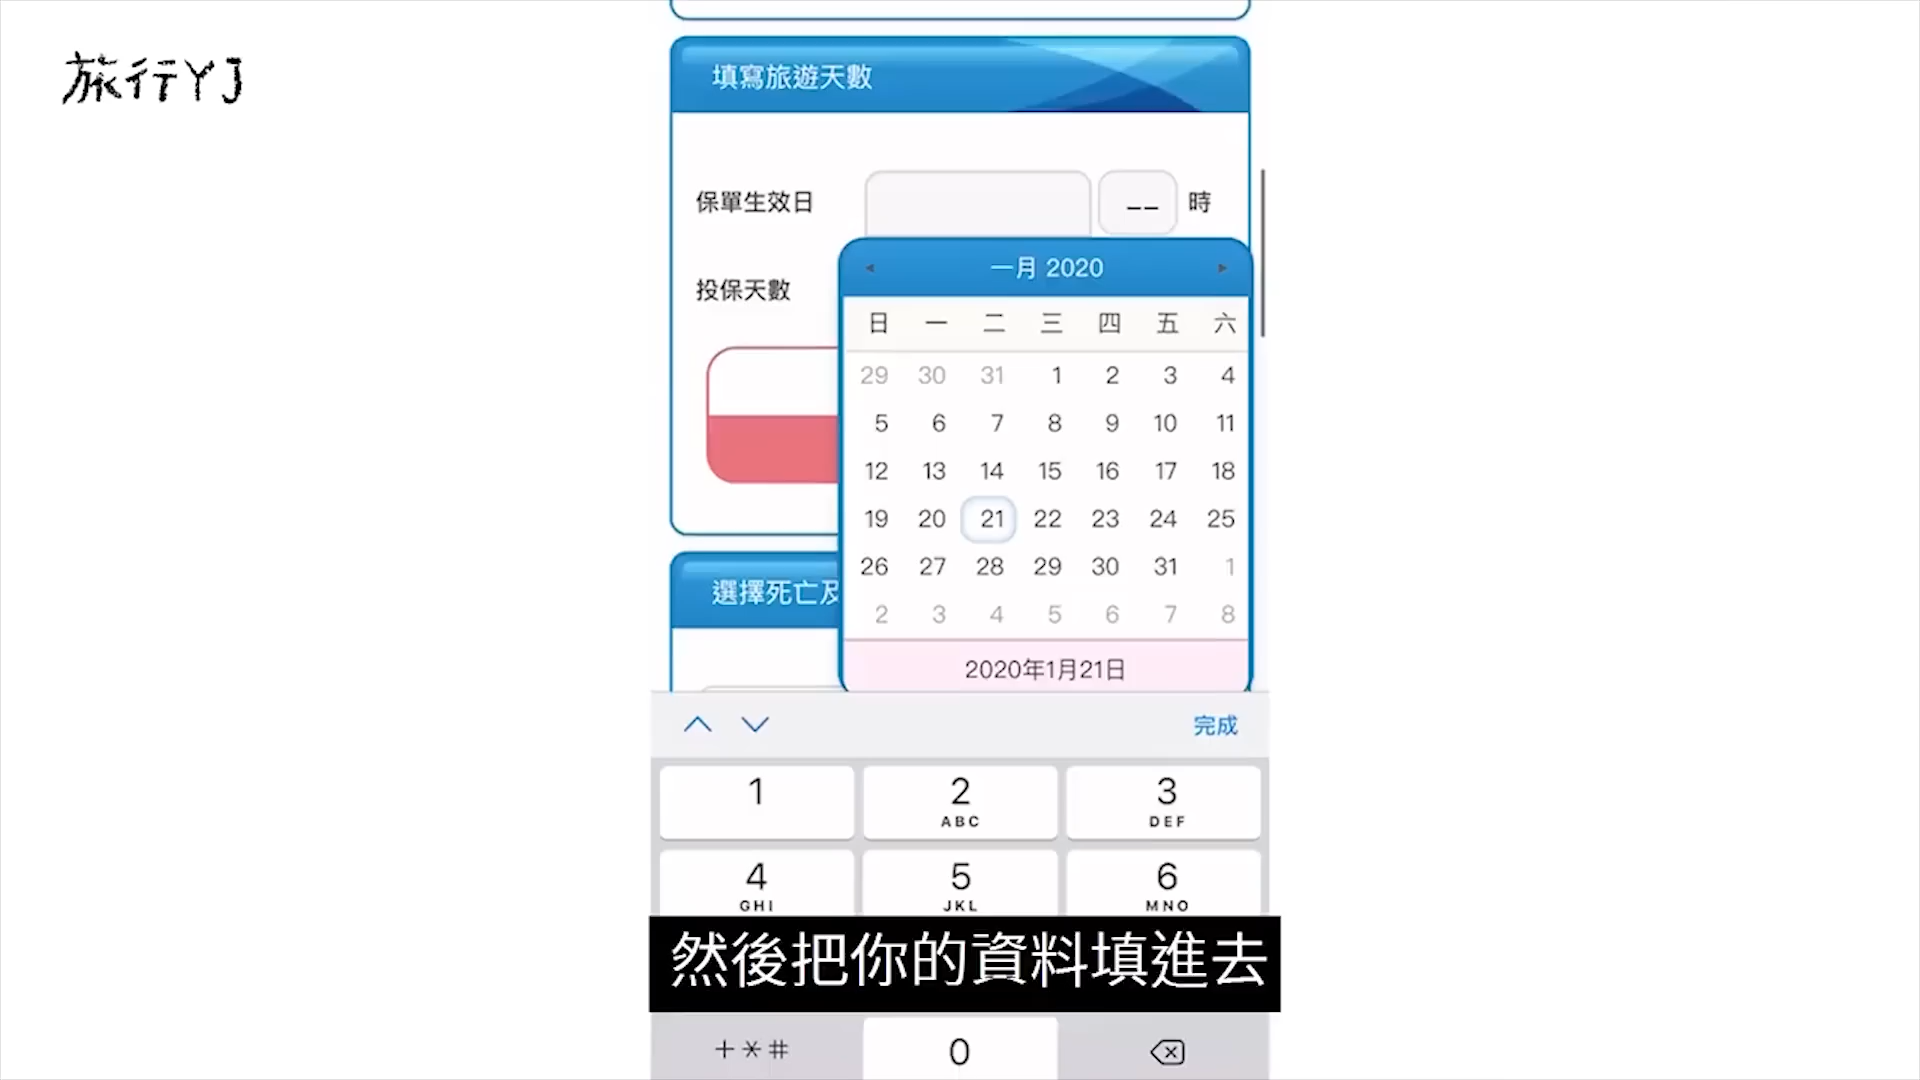 旅行YJ
填寫旅遊天數
保單生效日 -- 時
投保天數
一月 2020
日 一 二 三 四 五 六
29 30 31 1 2 3 4
5 6 7 8 9 10 11
12 13 14 15 16 17 18
19 20 21 22 23 24 25
26 27 28 29 30 31 1
2 3 4 5 6 7 8
2020年1月21日
選擇死亡及
完成
1 2 3
ABC DEF
4 5 6
GHI JKL MNO
然後把你的資料填進去
+*# 0